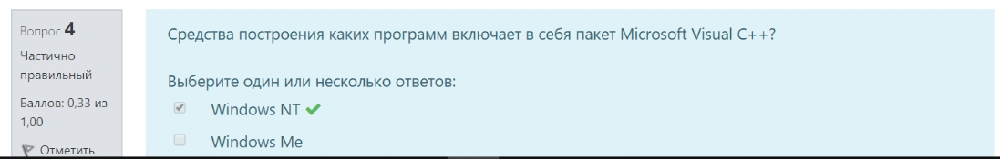 Вопрос 4
Частично
правильный
Баллов: 0,33 из
1,00
Отметить
Средства построения каких программ включает в себя пакет Microsoft Visual C++?
Выберите один или несколько ответов:
Windows NT
Windows Me